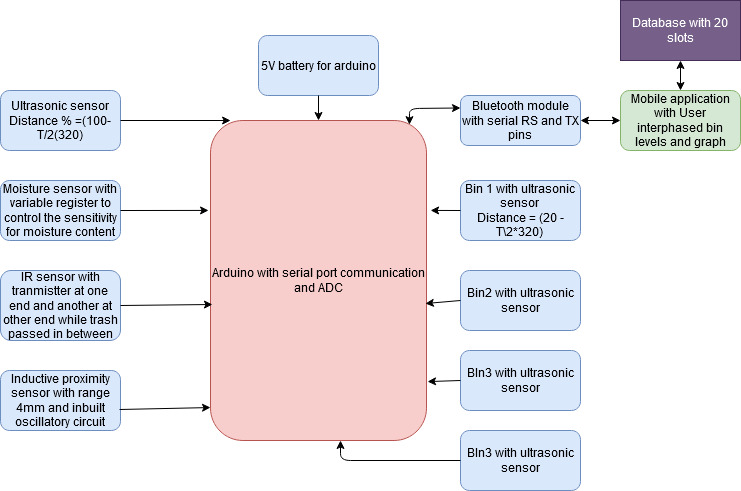 Database with 20
slots
5V battery for arduino
Ultrasonic sensor
Distance % =(100-
T/2(320)
Bluetooth module
with serial RS and TX
pins
Mobile application
with User
interphased bin
levels and graph
Moisture sensor with
variable register to
control the sensitivity
for moisture content
Bin 1 with ultrasonic
sensor
Distance = (20 -
T\2*320)
Arduino with serial port communication
and ADC
IR sensor with
tranmistter at one
end and another at
other end while trash
passed in between
Bin2 with ultrasonic
sensor
Inductive proximity
sensor with range
4mm and inbuilt
oscillatory circuit
BIn3 with ultrasonic
sensor
BIn3 with ultrasonic
sensor